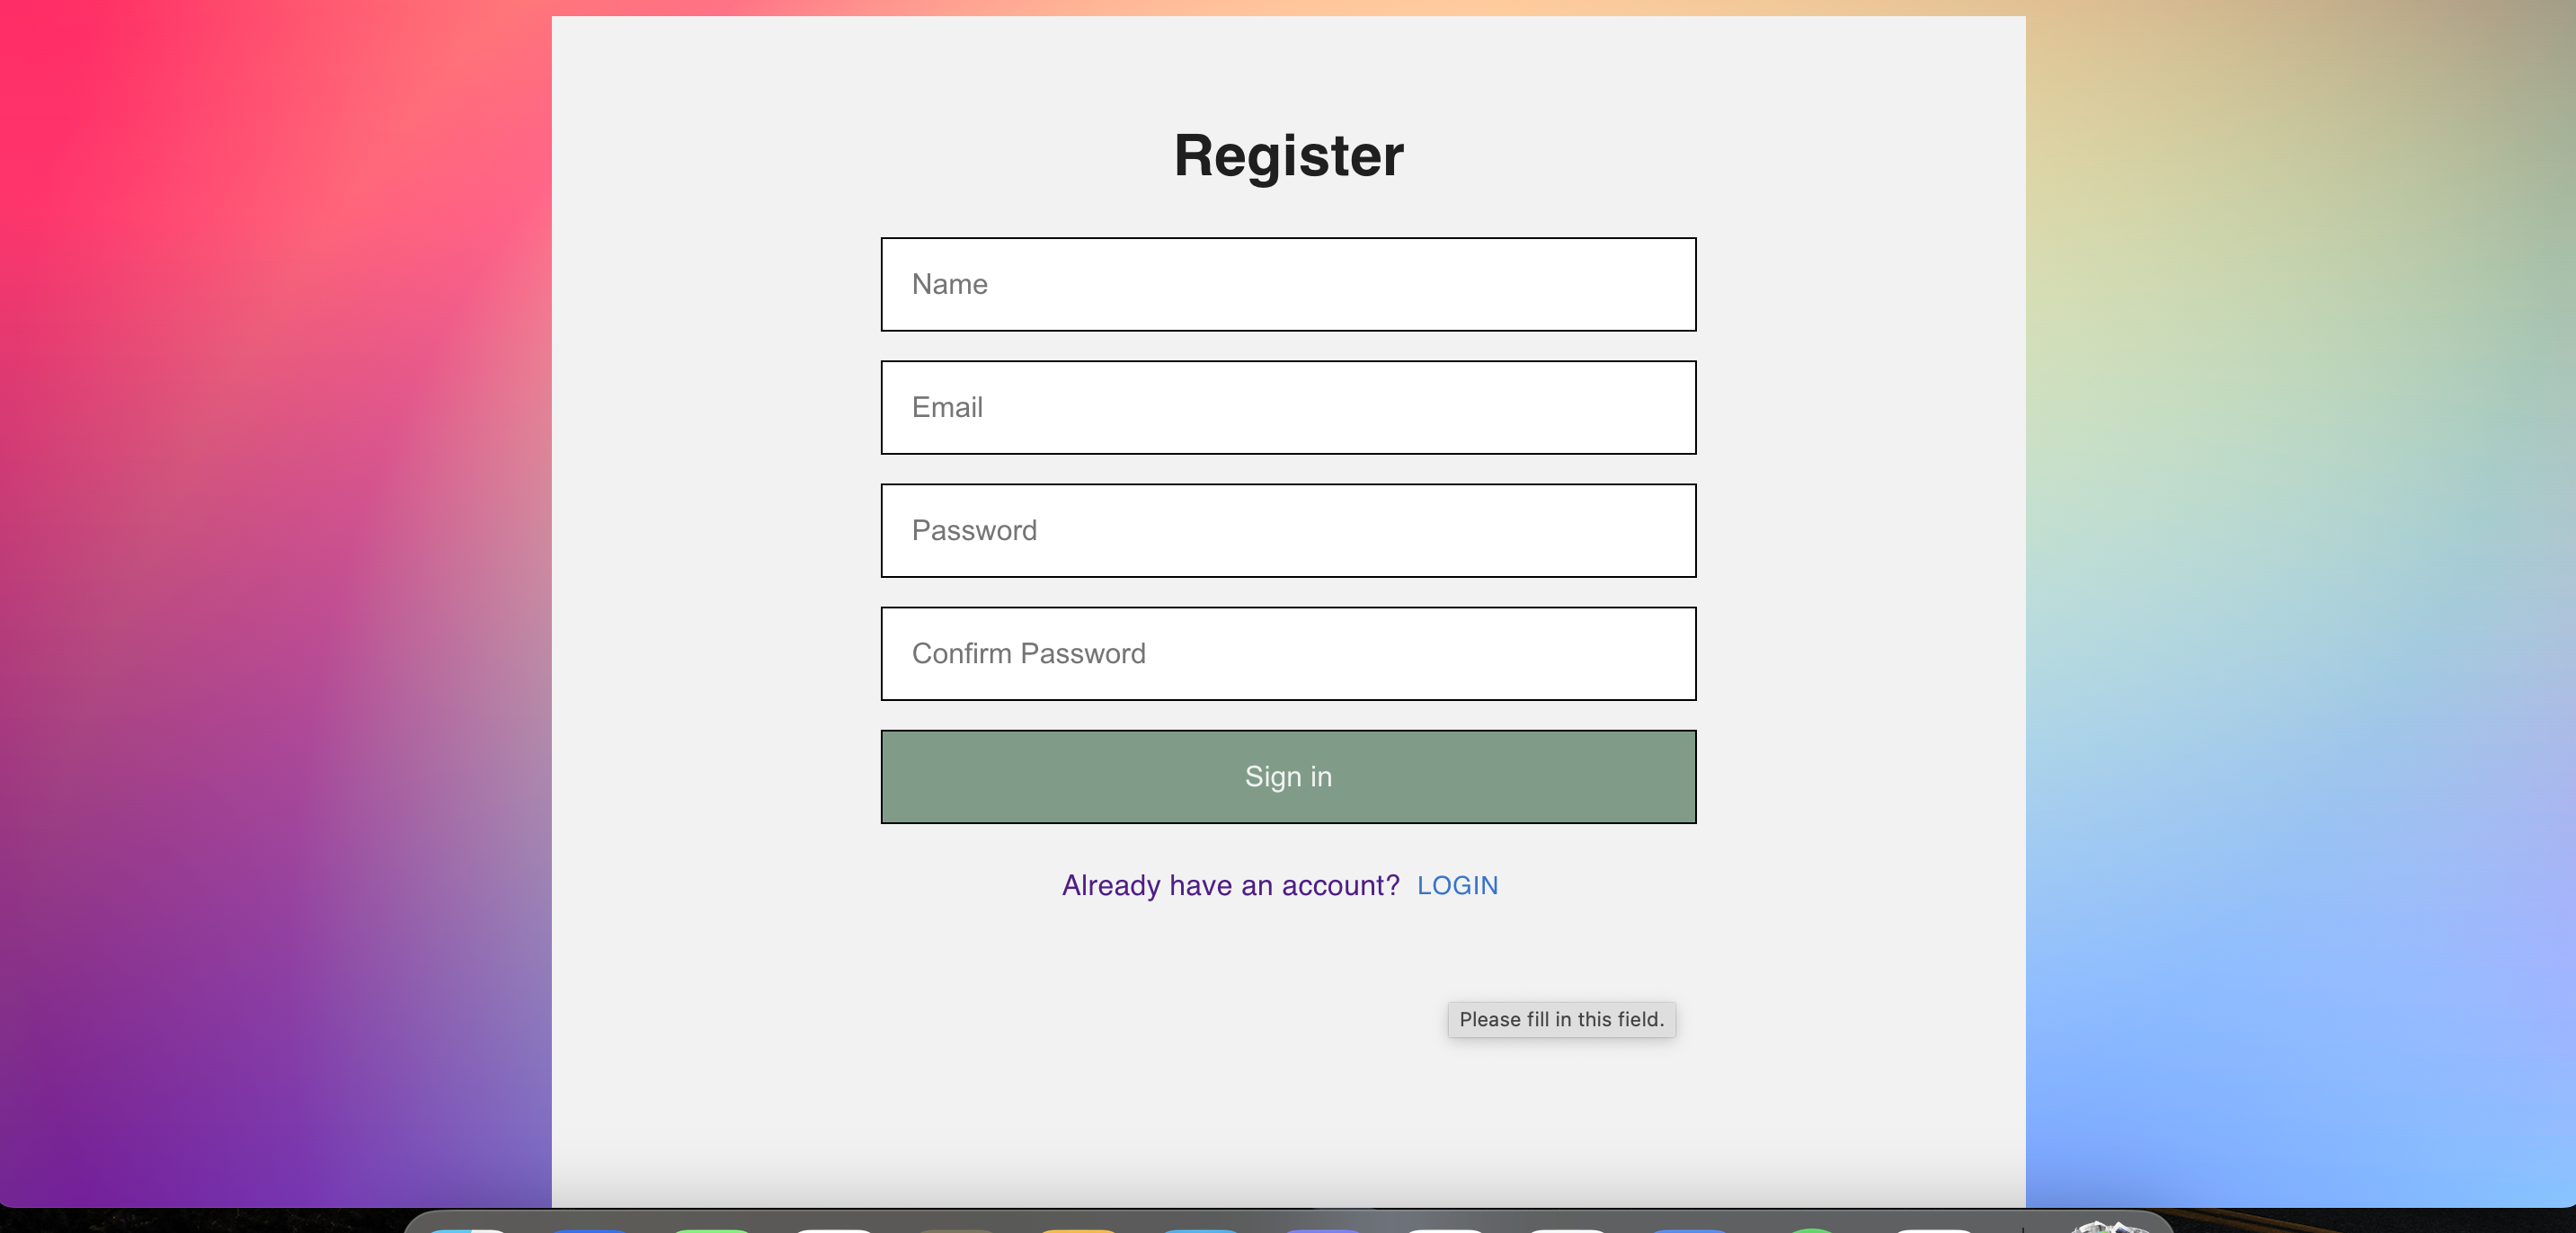 Register
Name
Email
Password
Confirm Password
Sign in
Already have an account? LOGIN
Please fill in this field.